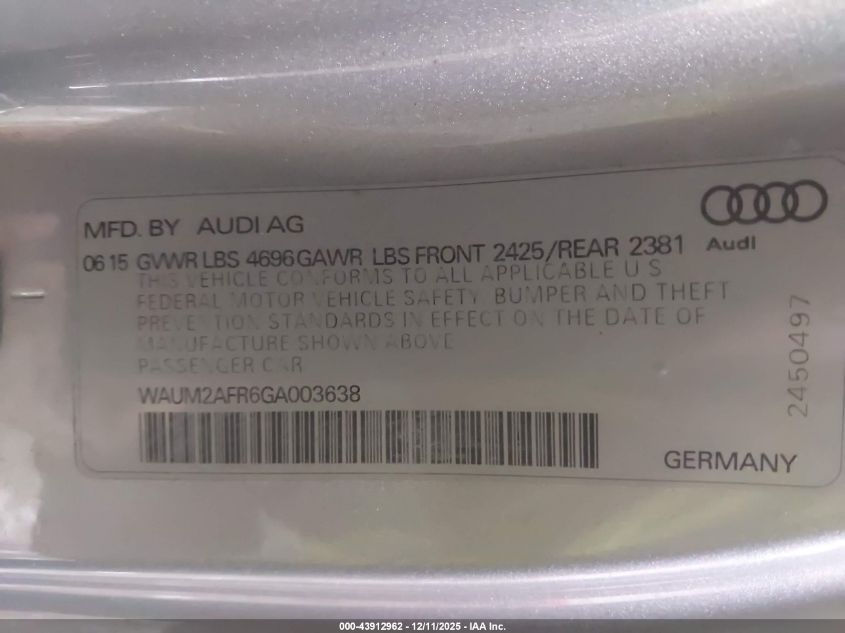 MFD. BY AUDI AG
Audi
06 15 GVWR LBS 4696 GAWR LBS FRONT 2425/REAR 2381
THIS VEHICLE CONFORMS TO ALL APPLICABLE U S
FEDERAL MOTOR VEHICLE SAFETY, BUMPER AND THEFT
PREVENTION STANDARDS IN EFFECT ON THE DATE OF
MANUFACTURE SHOWN ABOVE
PASSENGER CAR
WAUM2AFR6GA003638
2450497
GERMANY
000-43912962 - 12/11/2025 - IAA Inc.